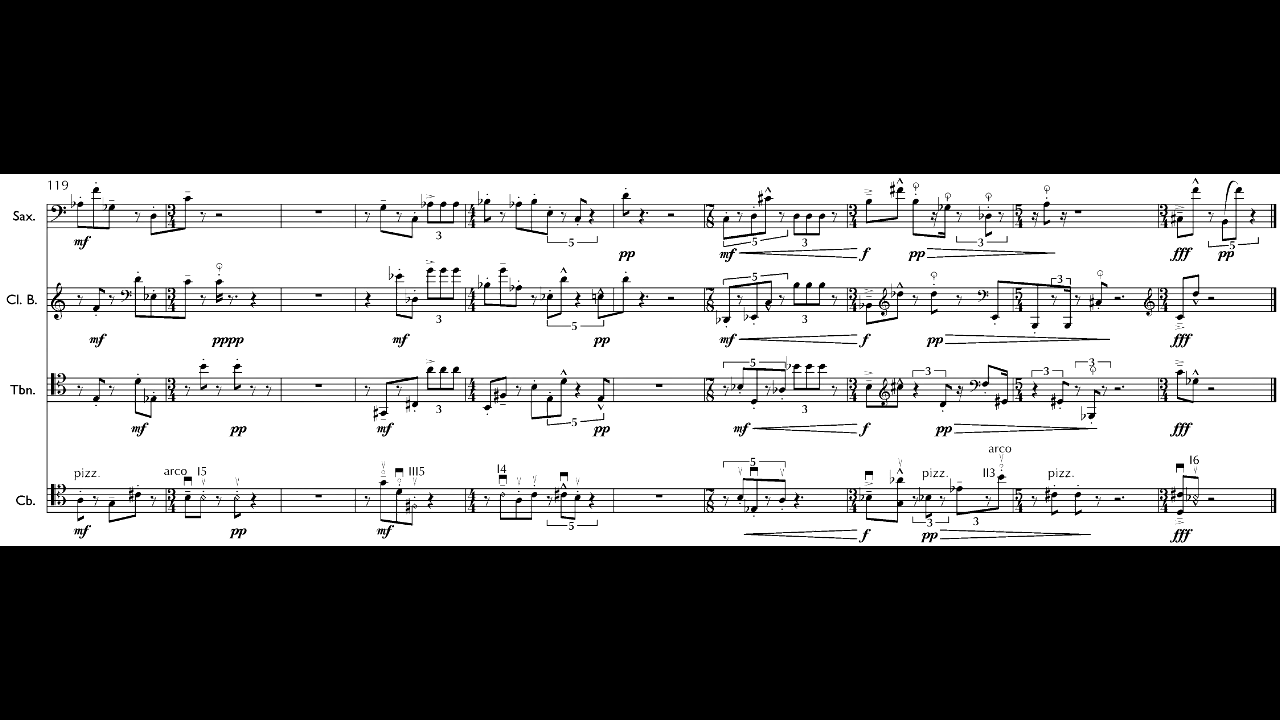 119
Sax.
mf pp mf f pp fff pp
3 5 5 3 3 5
Cl. B.
mf pppp mf pp mf f pp fff
3 5 5 3 3
Tbn.
mf pp mf pp mf f pp fff
3 5 5 3 3 3 3
pizz. arco I5 III5 I4 pizz. II3 arco pizz. I6
Cb.
mf pp mf f pp fff
5 5 3 3